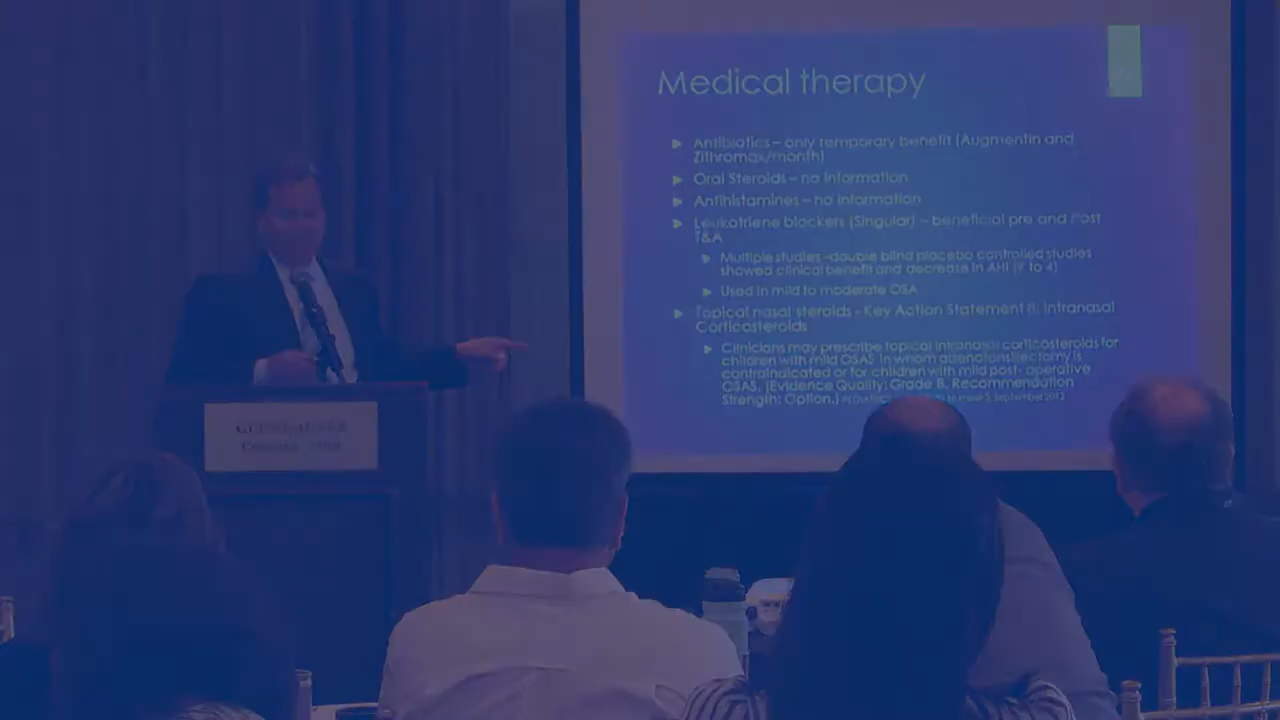 Medical therapy
Antibiotics – only temporary benefit (Augmentin and
Zithromax/month)
Oral Steroids – no information
Antihistamines – no information
Leukotriene blockers (Singular) – beneficial pre and Post
T&A
Multiple studies -double blind placebo controlled studies
showed clinical benefit and decrease in AHI (9 to 4)
Used in mild to moderate OSA
Topical nasal steroids - Key Action Statement 8: Intranasal
Corticosteroids
Clinicians may prescribe topical intranasal corticosteroids for
children with mild OSAS in whom adenotonsillectomy is
contraindicated or for children with mild post- operative
OSAS. (Evidence Quality: Grade B, Recommendation
Strength: Option.) September 2012